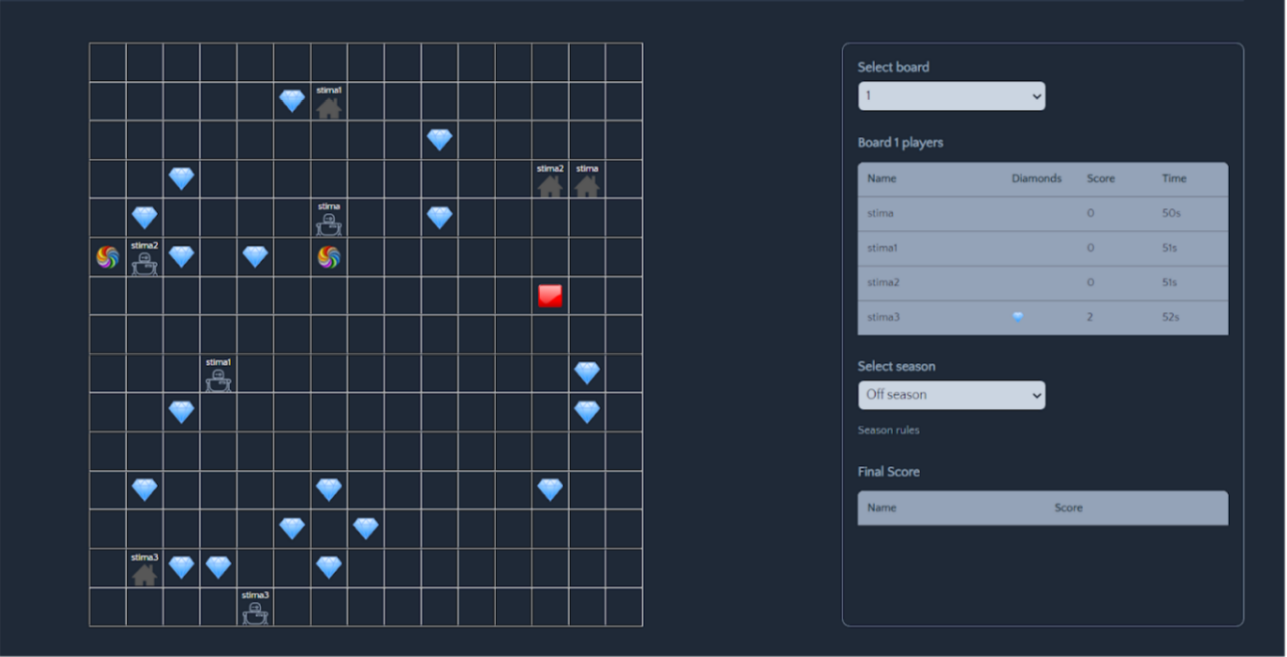 stima1
stima2 stima
stima
stima2
stima1
stima3
stima3
Select board
1
Board 1 players
Name Diamonds Score Time
stima 0 50s
stima1 0 51s
stima2 0 51s
stima3 2 52s
Select season
Off season
Season rules
Final Score
Name Score